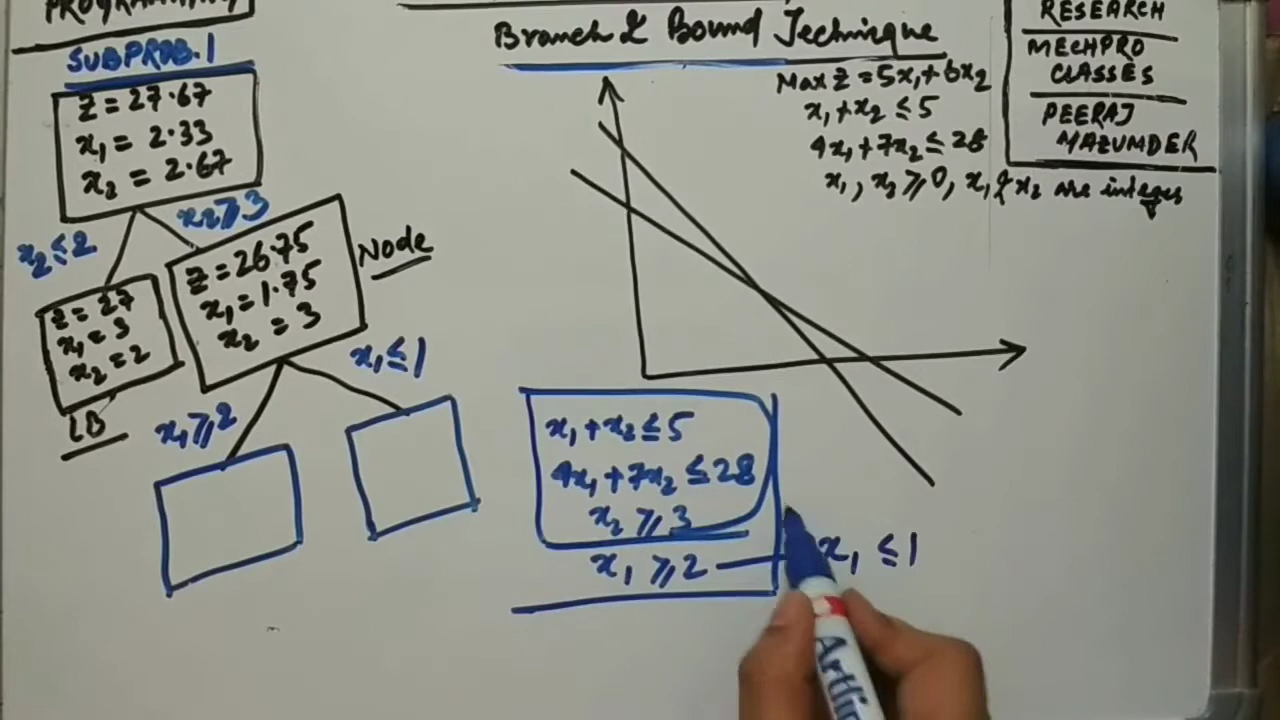 PROGRAMMING
SUBPROB.1
Z = 27.67
x₁ = 2.33
x₂ = 2.67
x₂ ≤ 2
x₂ ≥ 3
Z = 27
x₁ = 3
x₂ = 2
LB
Z = 26.75
x₁ = 1.75
x₂ = 3
Node
x₁ ≥ 2
x₁ ≤ 1
Branch & Bound Technique
Max Z = 5x₁ + 6x₂
x₁ + x₂ ≤ 5
4x₁ + 7x₂ ≤ 28
x₁, x₂ ≥ 0, x₁ & x₂ are integer
RESEARCH
MECHPRO
CLASSES
PEERAJ
MAZUMDER
x₁ + x₂ ≤ 5
4x₁ + 7x₂ ≤ 28
x₂ ≥ 3
x₁ ≥ 2
x₁ ≤ 1
Artlin